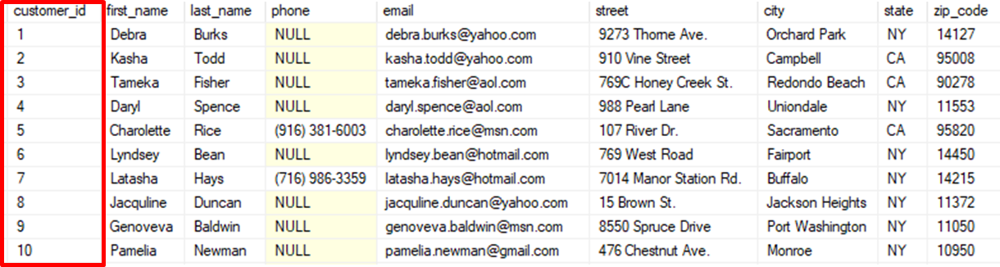 customer_id first_name last_name phone email street city state zip_code
1 Debra Burks NULL debra.burks@yahoo.com 9273 Thorne Ave. Orchard Park NY 14127
2 Kasha Todd NULL kasha.todd@yahoo.com 910 Vine Street Campbell CA 95008
3 Tameka Fisher NULL tameka.fisher@aol.com 769C Honey Creek St. Redondo Beach CA 90278
4 Daryl Spence NULL daryl.spence@aol.com 988 Pearl Lane Uniondale NY 11553
5 Charolette Rice (916) 381-6003 charolette.rice@msn.com 107 River Dr. Sacramento CA 95820
6 Lyndsey Bean NULL lyndsey.bean@hotmail.com 769 West Road Fairport NY 14450
7 Latasha Hays (716) 986-3359 latasha.hays@hotmail.com 7014 Manor Station Rd. Buffalo NY 14215
8 Jacquline Duncan NULL jacquline.duncan@yahoo.com 15 Brown St. Jackson Heights NY 11372
9 Genoveva Baldwin NULL genoveva.baldwin@msn.com 8550 Spruce Drive Port Washington NY 11050
10 Pamelia Newman NULL pamelia.newman@gmail.com 476 Chestnut Ave. Monroe NY 10950